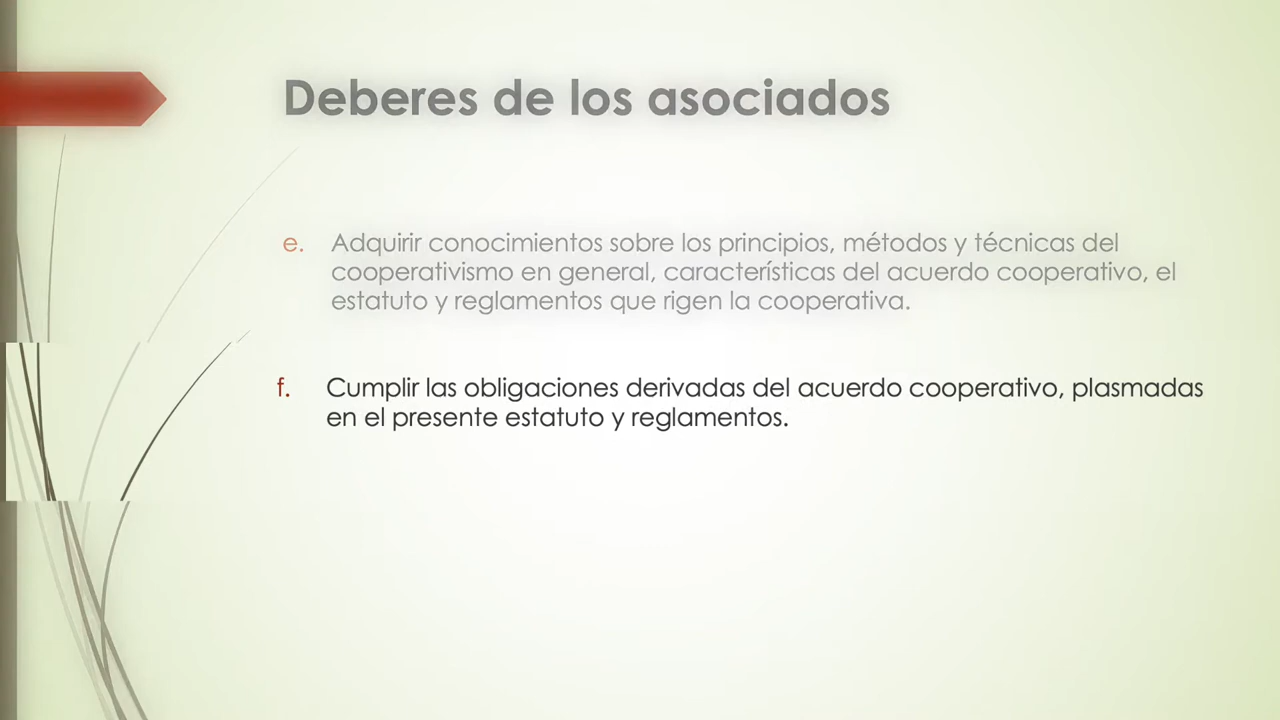 Deberes de los asociados
e. Adquirir conocimientos sobre los principios, métodos y técnicas del
cooperativismo en general, características del acuerdo cooperativo, el
estatuto y reglamentos que rigen la cooperativa.
f. Cumplir las obligaciones derivadas del acuerdo cooperativo, plasmadas
en el presente estatuto y reglamentos.